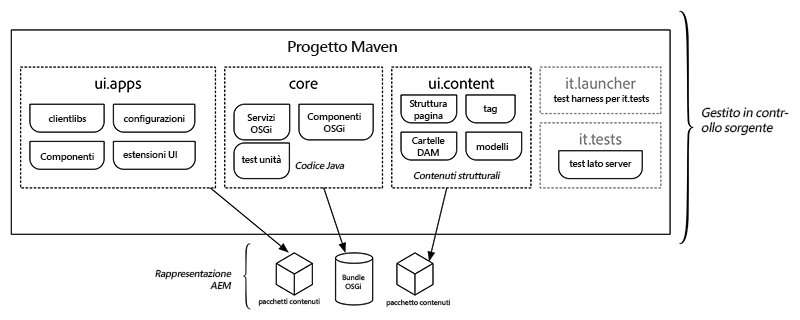 Progetto Maven
ui.apps
clientlibs
configurazioni
Componenti
estensioni UI
core
Servizi
OSGi
Componenti
OSGi
test unità
Codice Java
ui.content
Struttura
pagina
tag
Cartelle
DAM
modelli
Contenuti strutturali
it.launcher
test harness per it.tests
it.tests
test lato server
Gestito in contr-
ollo sorgente
Rappresentazione
AEM
pacchetti contenuti
Bundle
OSGi
pacchetto contenuti